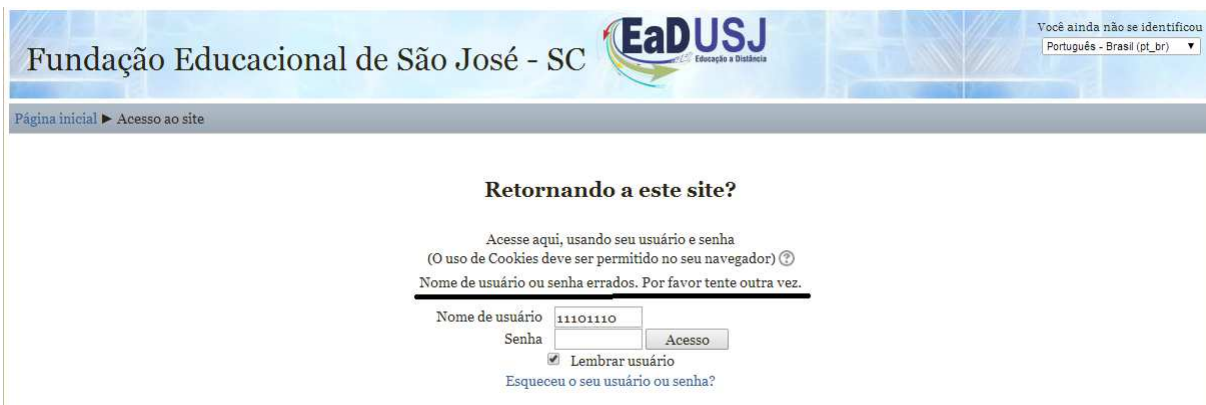 Fundação Educacional de São José - SC
EaDUSJ
Educação a Distância
Você ainda não se identificou
Português - Brasil (pt_br)
Página inicial ► Acesso ao site
Retornando a este site?
Acesse aqui, usando seu usuário e senha
(O uso de Cookies deve ser permitido no seu navegador) ?
Nome de usuário ou senha errados. Por favor tente outra vez.
Nome de usuário 11101110
Senha Acesso
Lembrar usuário
Esqueceu o seu usuário ou senha?